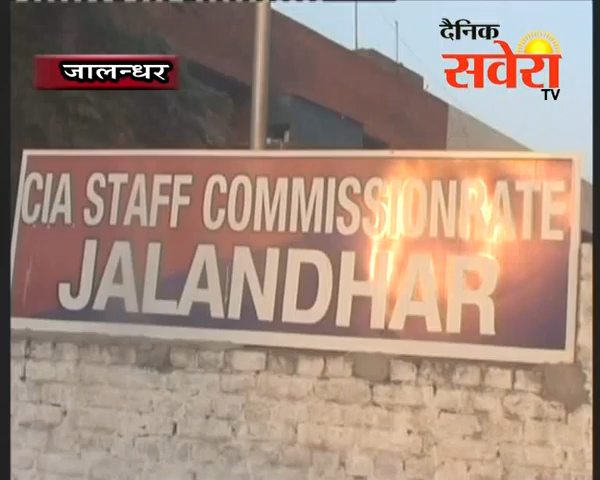 दैनिक
सवेरा
TV
जालन्धर
CIA STAFF COMMISSIONRATE
JALANDHAR